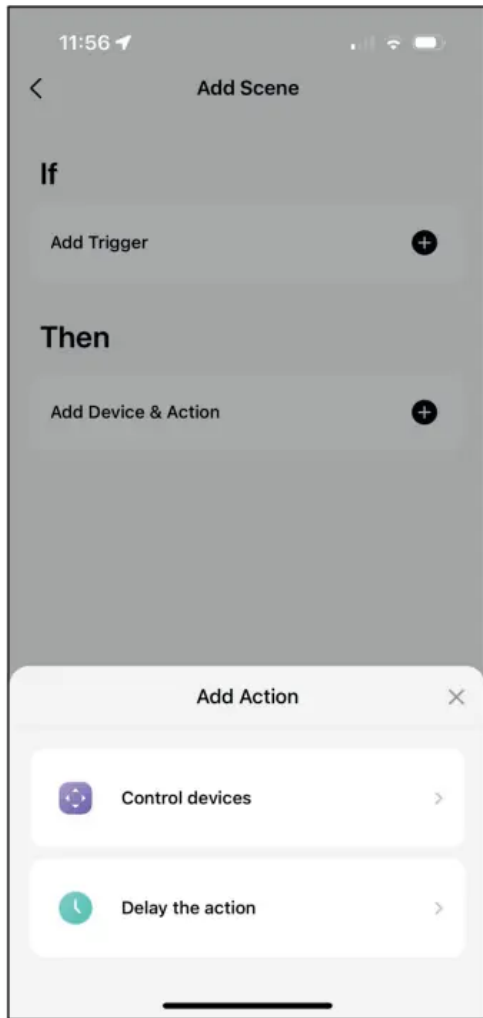 11:56
Add Scene
If
Add Trigger
Then
Add Device & Action
Add Action
Control devices
Delay the action